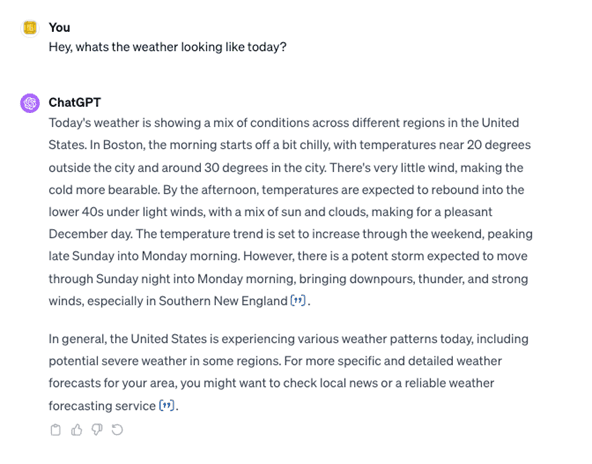 You
Hey, whats the weather looking like today?
ChatGPT
Today's weather is showing a mix of conditions across different regions in the United
States. In Boston, the morning starts off a bit chilly, with temperatures near 20 degrees
outside the city and around 30 degrees in the city. There's very little wind, making the
cold more bearable. By the afternoon, temperatures are expected to rebound into the
lower 40s under light winds, with a mix of sun and clouds, making for a pleasant
December day. The temperature trend is set to increase through the weekend, peaking
late Sunday into Monday morning. However, there is a potent storm expected to move
through Sunday night into Monday morning, bringing downpours, thunder, and strong
winds, especially in Southern New England ["].
In general, the United States is experiencing various weather patterns today, including
potential severe weather in some regions. For more specific and detailed weather
forecasts for your area, you might want to check local news or a reliable weather
forecasting service ["].